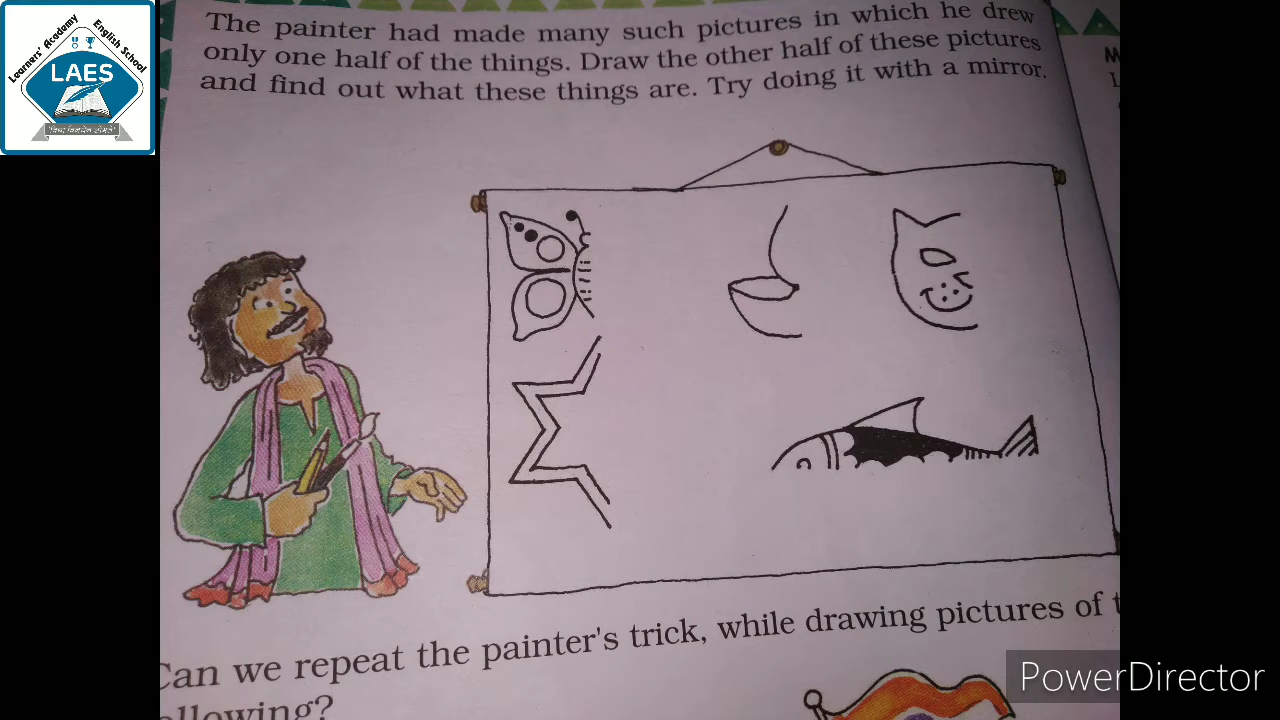 Learners' Academy English School
LAES
The painter had made many such pictures in which he drew
only one half of the things. Draw the other half of these pictures
and find out what these things are. Try doing it with a mirror.
Can we repeat the painter's trick, while drawing pictures of
ollowing?
PowerDirector